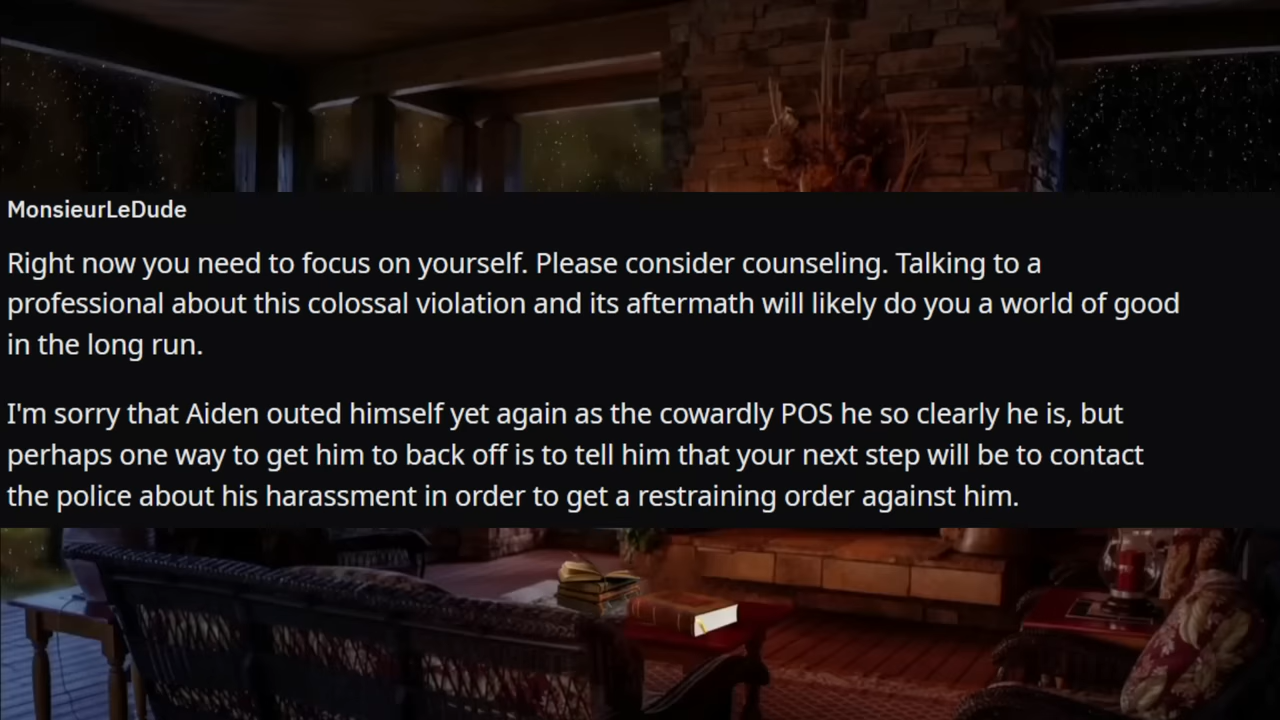 MonsieurLeDude
Right now you need to focus on yourself. Please consider counseling. Talking to a
professional about this colossal violation and its aftermath will likely do you a world of good
in the long run.
I'm sorry that Aiden outed himself yet again as the cowardly POS he so clearly he is, but
perhaps one way to get him to back off is to tell him that your next step will be to contact
the police about his harassment in order to get a restraining order against him.